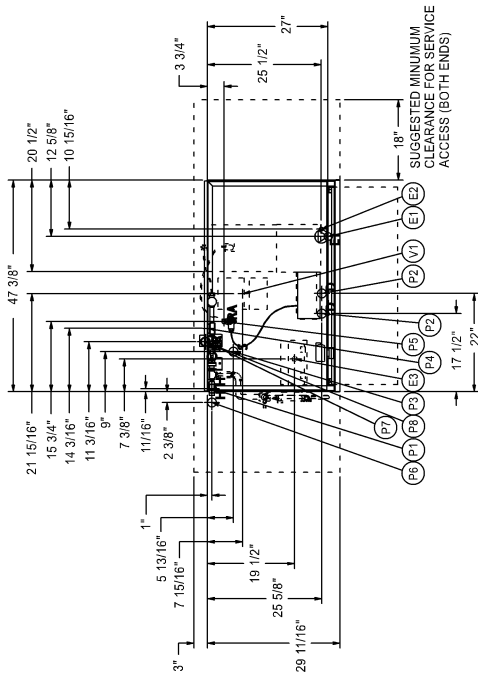 3 3/4"
25 1/2"
27"
20 1/2"
12 5/8"
10 15/16"
47 3/8"
21 15/16"
15 3/4"
14 3/16"
11 3/16"
9"
7 3/8"
11/16"
2 3/8"
18"
SUGGESTED MINUMUM
CLEARANCE FOR SERVICE
ACCESS (BOTH ENDS)
1"
5 13/16"
7 15/16"
19 1/2"
25 5/8"
3"
29 11/16"
17 1/2"
22"
E2
E1
V1
P2
P2
P5
P4
E3
P3
P7
P8
P1
P6